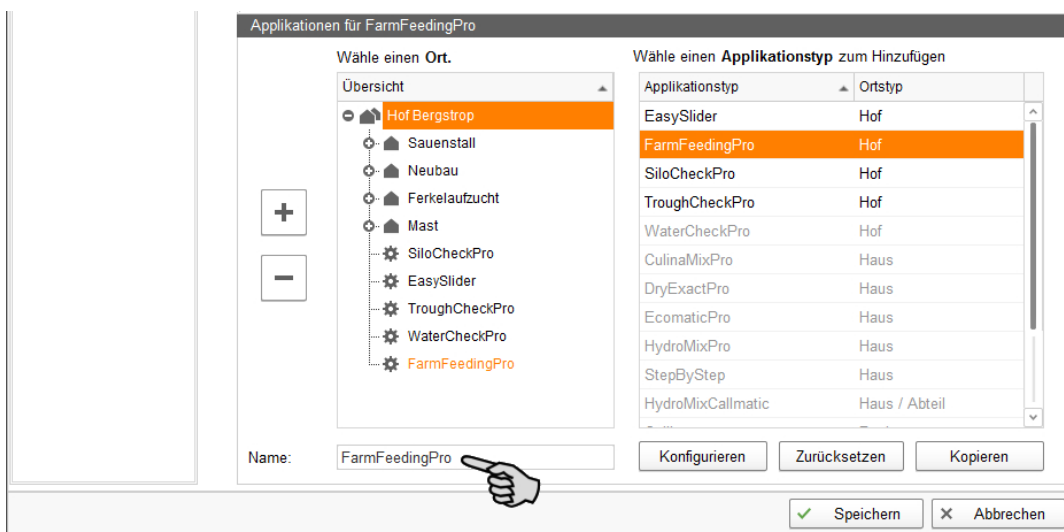 Applikationen für FarmFeedingPro
Wähle einen Ort.
Übersicht
Hof Bergstrop
Sauenstall
Neubau
Ferkelaufzucht
Mast
SiloCheckPro
EasySlider
TroughCheckPro
WaterCheckPro
FarmFeedingPro
Wähle einen Applikationstyp zum Hinzufügen
Applikationstyp Ortstyp
EasySlider Hof
FarmFeedingPro Hof
SiloCheckPro Hof
TroughCheckPro Hof
WaterCheckPro Hof
CulinaMixPro Haus
DryExactPro Haus
EcomaticPro Haus
HydroMixPro Haus
StepByStep Haus
HydroMixCallmatic Haus / Abteil
Name: FarmFeedingPro
Konfigurieren Zurücksetzen Kopieren
Speichern Abbrechen